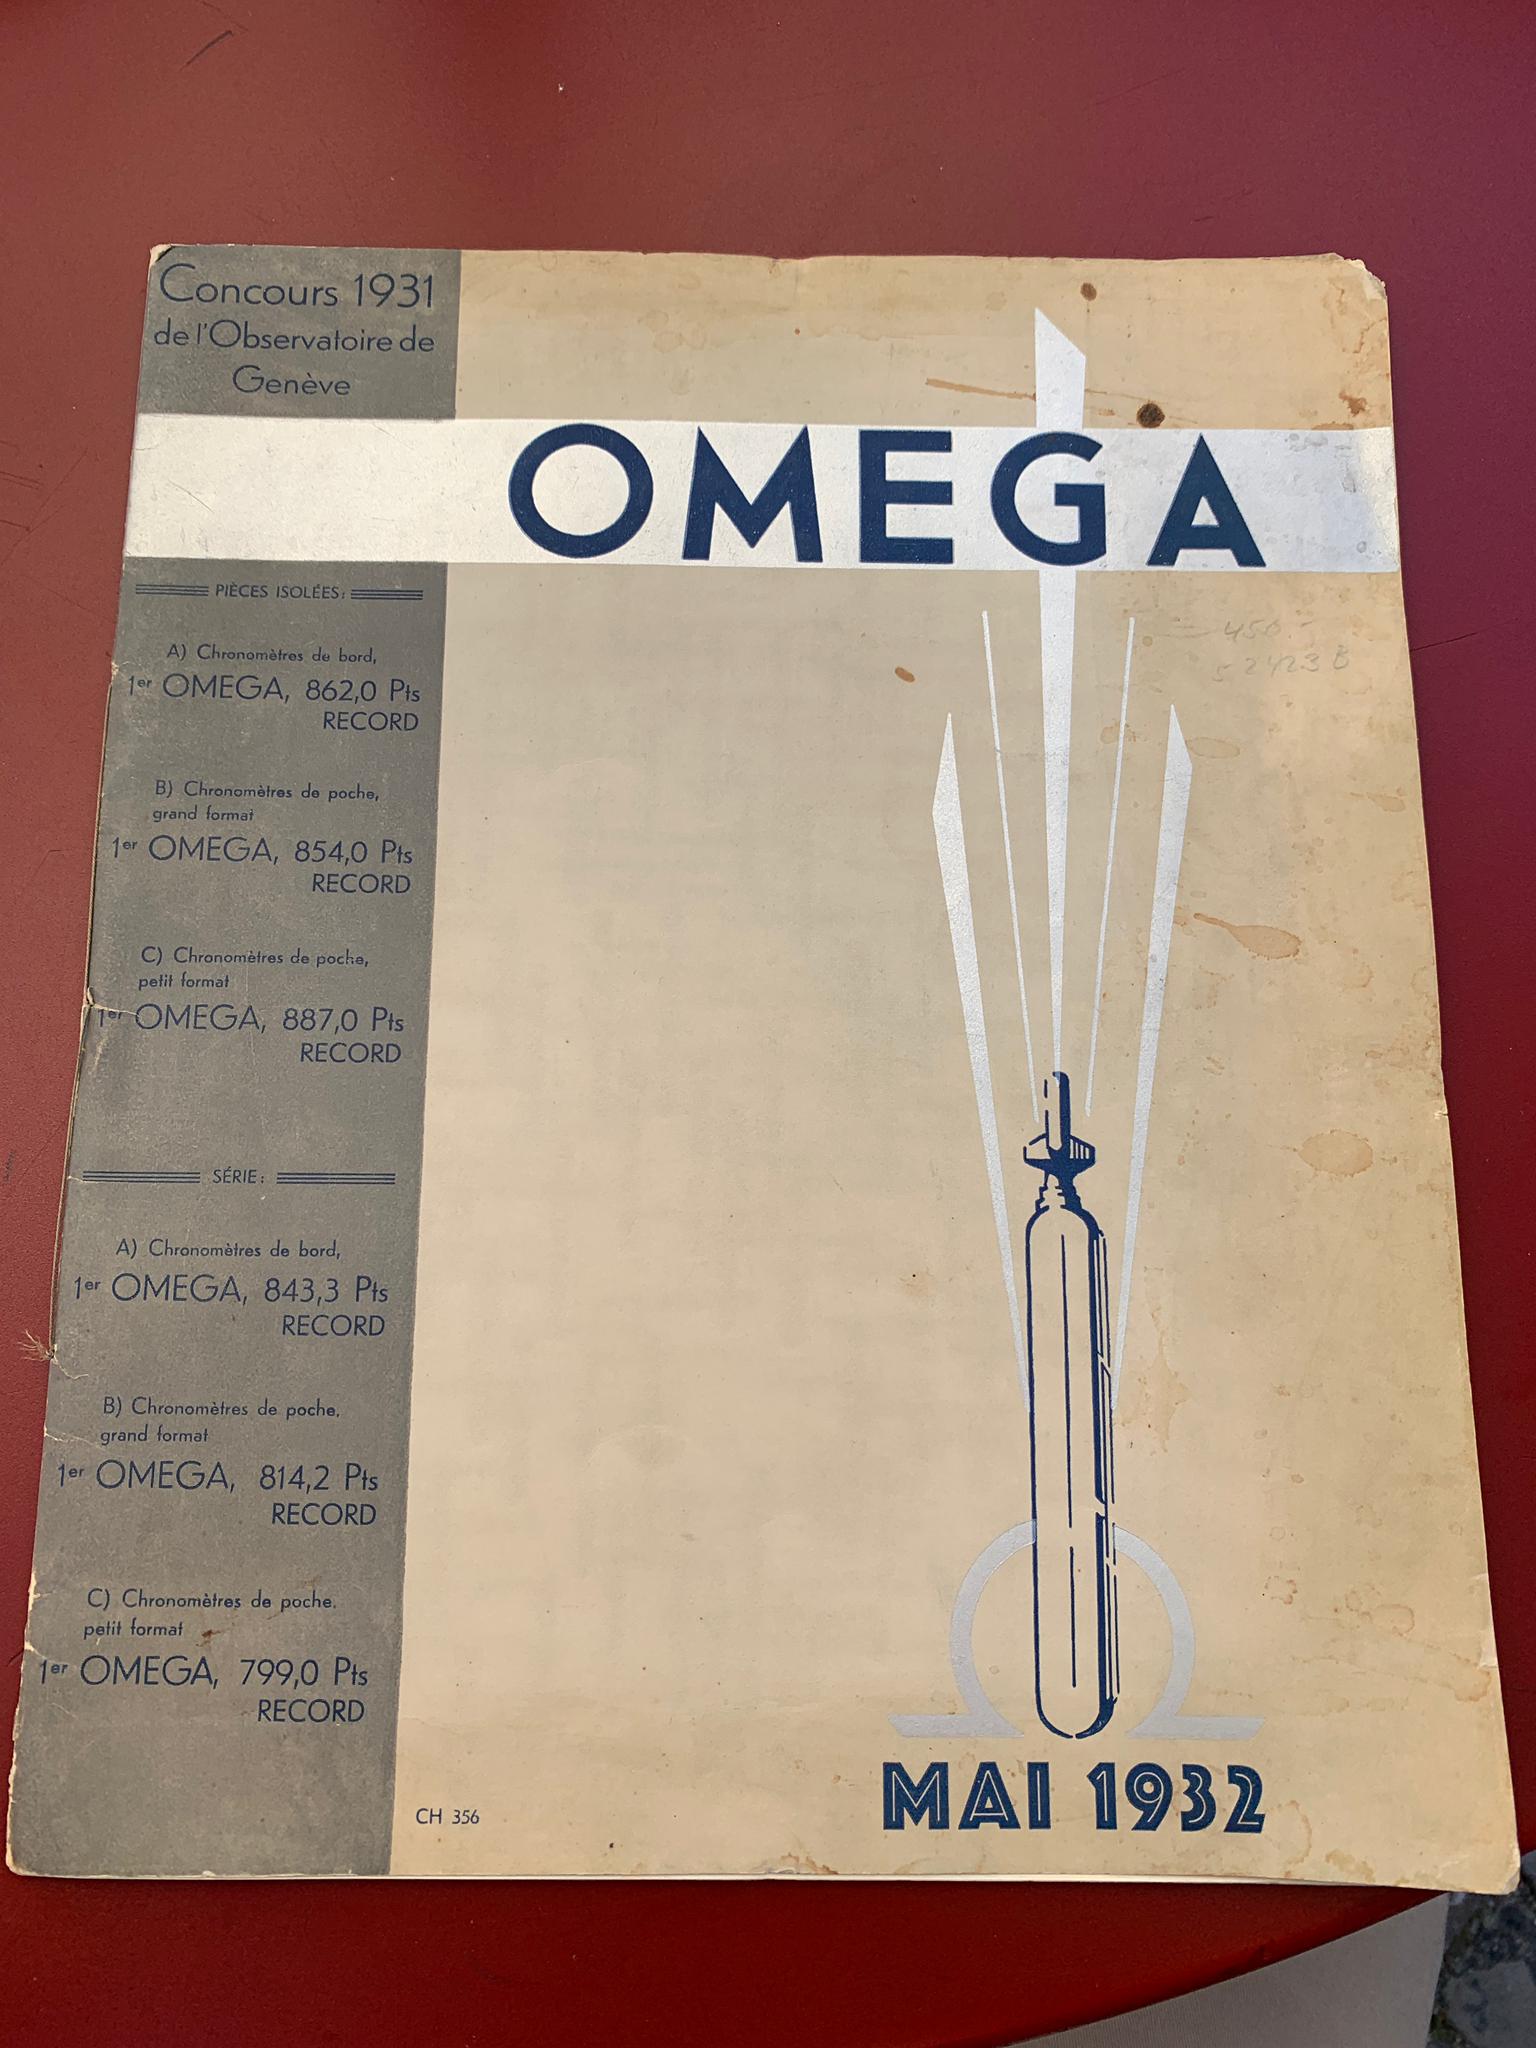 Concours 1931
de l'Observatoire de
Genève
OMEGA
PIÈCES ISOLÉES:
A) Chronomètres de bord,
1er OMEGA, 862,0 Pts
RECORD
B) Chronomètres de poche,
grand format
1er OMEGA, 854,0 Pts
RECORD
C) Chronomètres de poche,
petit format
1er OMEGA, 887,0 Pts
RECORD
SÉRIE:
A) Chronomètres de bord,
1er OMEGA, 843,3 Pts
RECORD
B) Chronomètres de poche,
grand format
1er OMEGA, 814,2 Pts
RECORD
C) Chronomètres de poche,
petit format
1er OMEGA, 799,0 Pts
RECORD
450.-
CH 356
MAI 1932